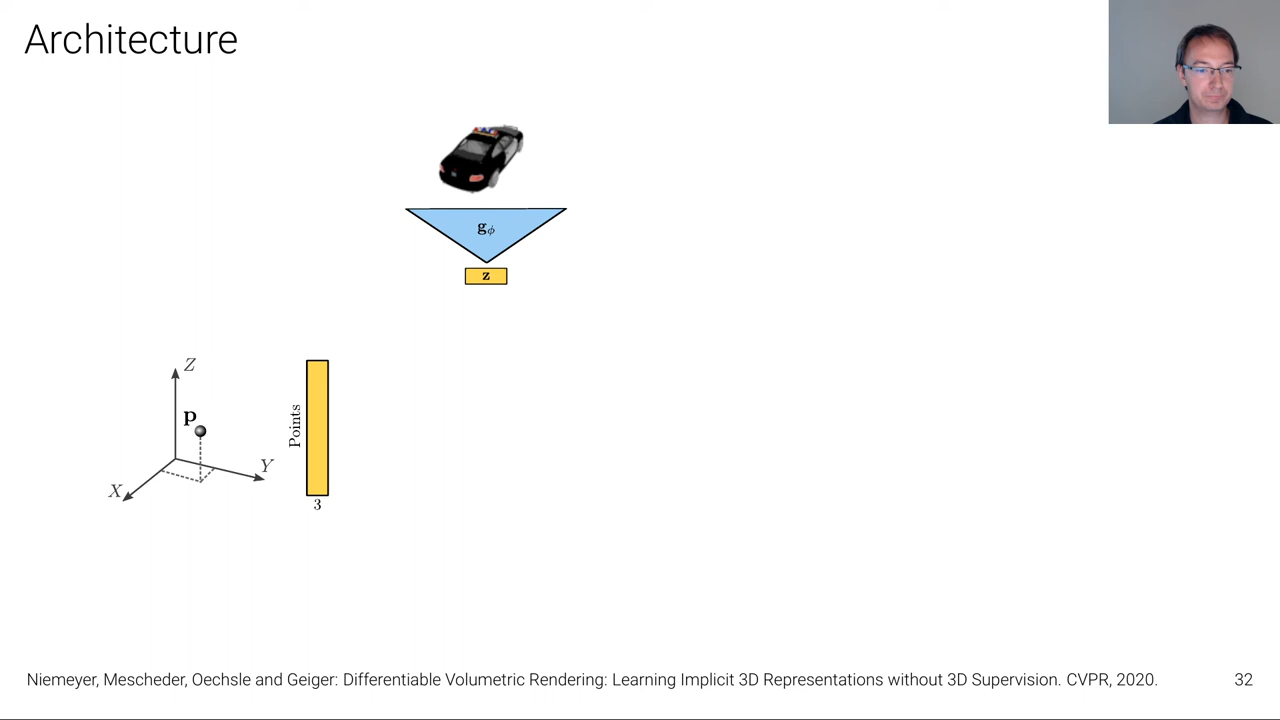 Architecture
g_ϕ
z
Z
p
Points
Y
X
3
Niemeyer, Mescheder, Oechsle and Geiger: Differentiable Volumetric Rendering: Learning Implicit 3D Representations without 3D Supervision. CVPR, 2020.
32